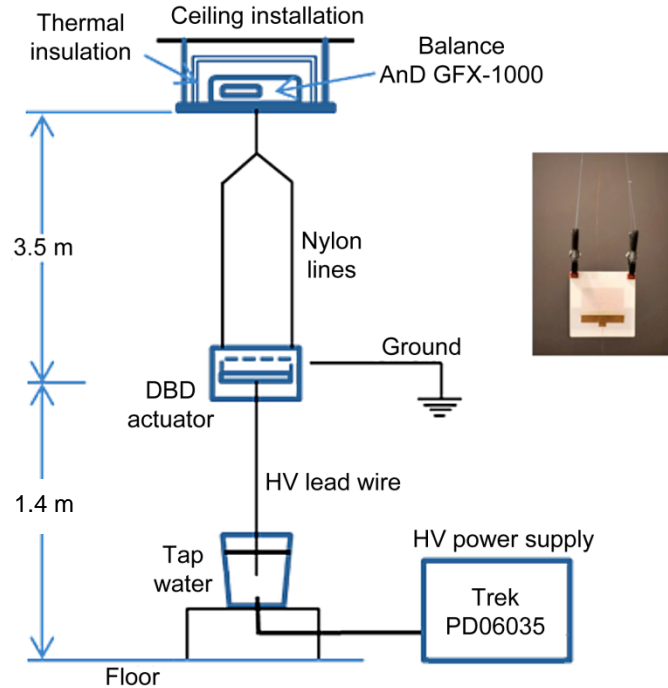 Ceiling installation
Thermal
insulation
Balance
AnD GFX-1000
3.5 m
Nylon
lines
Ground
DBD
actuator
1.4 m
HV lead wire
HV power supply
Tap
water
Trek
PD06035
Floor